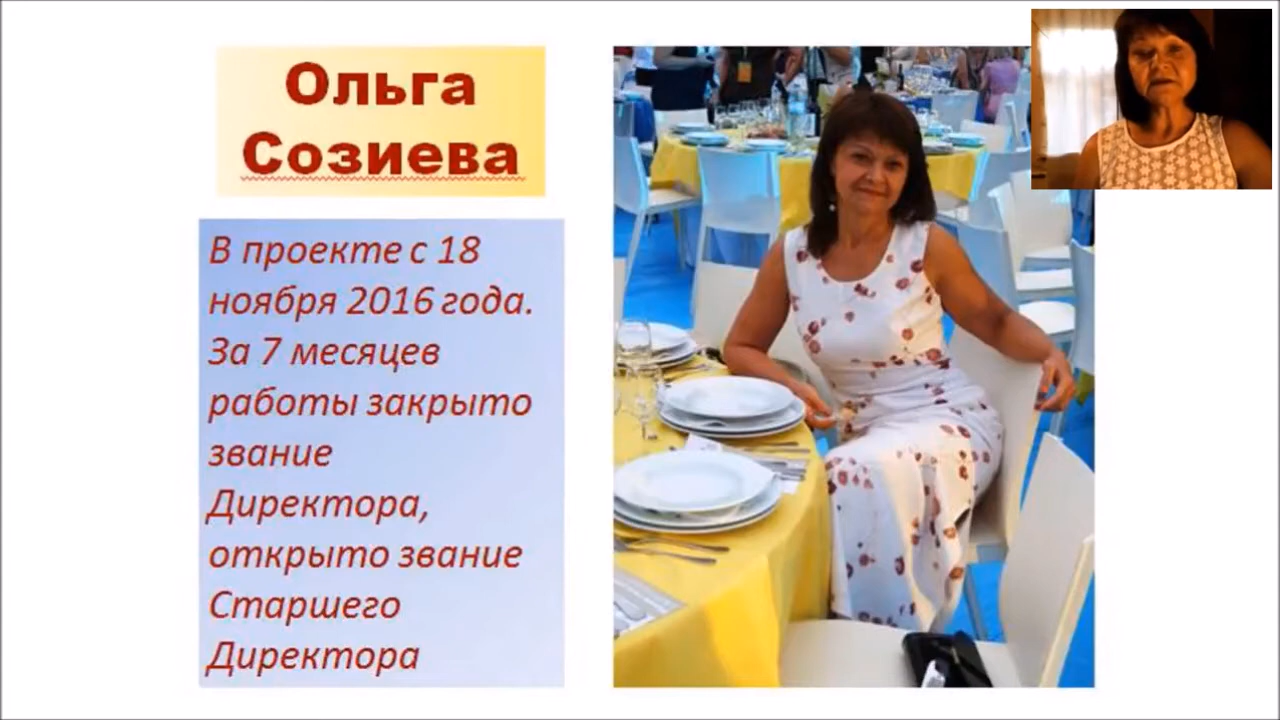 Ольга
Созиева
В проекте с 18
ноября 2016 года.
За 7 месяцев
работы закрыто
звание
Директора,
открыто звание
Старшего
Директора